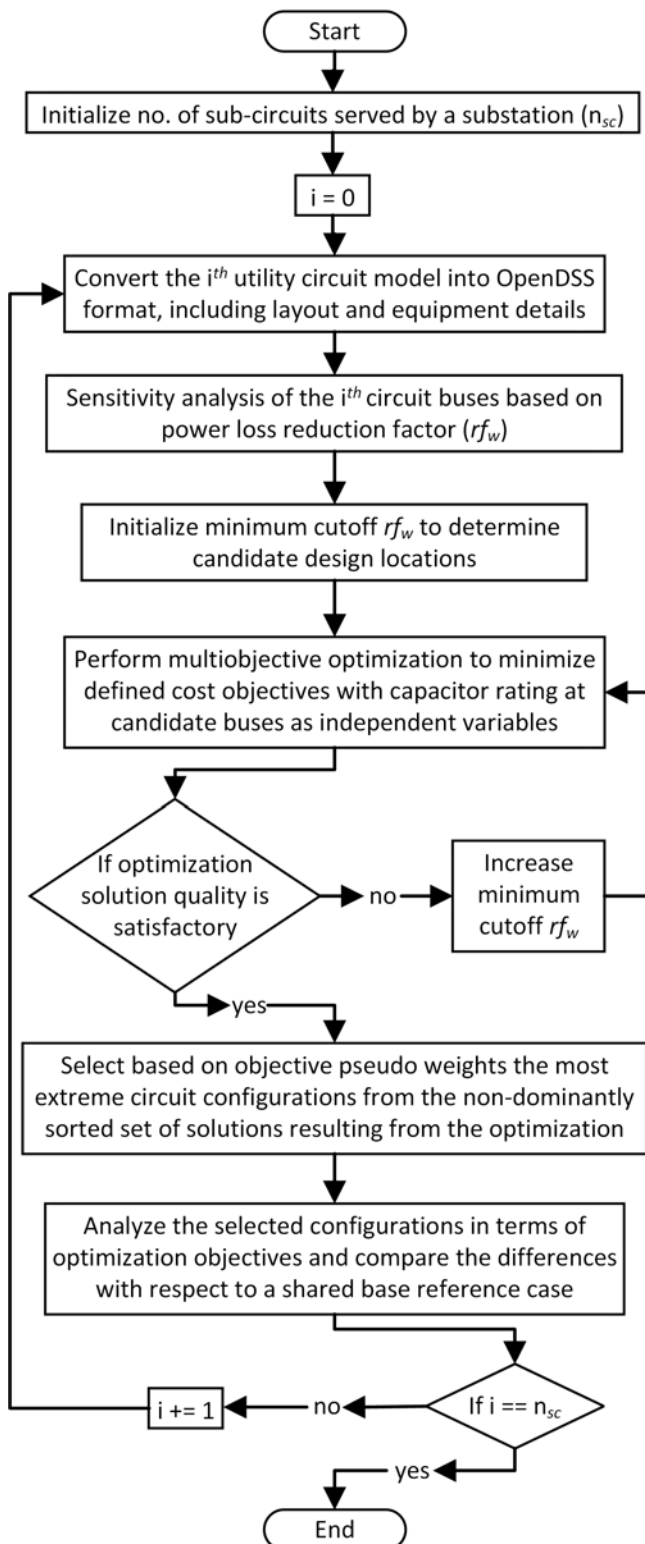 Start
Initialize no. of sub-circuits served by a substation (nsc)
i = 0
Convert the ith utility circuit model into OpenDSS
format, including layout and equipment details
Sensitivity analysis of the ith circuit buses based on
power loss reduction factor (rfw)
Initialize minimum cutoff rfw to determine
candidate design locations
Perform multiobjective optimization to minimize
defined cost objectives with capacitor rating at
candidate buses as independent variables
If optimization
solution quality is
satisfactory
no
Increase
minimum
cutoff rfw
yes
Select based on objective pseudo weights the most
extreme circuit configurations from the non-dominantly
sorted set of solutions resulting from the optimization
Analyze the selected configurations in terms of
optimization objectives and compare the differences
with respect to a shared base reference case
If i == nsc
no
i += 1
yes
End